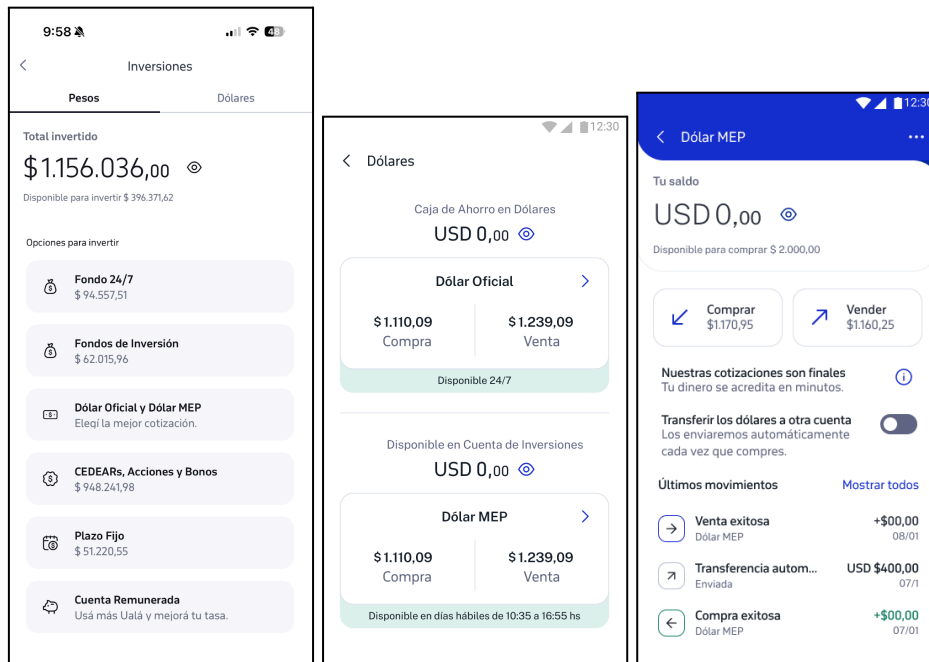 9:58
48
Inversiones
Pesos
Dólares
Total invertido
$1.156.036,00
Disponible para invertir $ 396.371,62
Opciones para invertir
Fondo 24/7
$ 94.557,51
Fondos de Inversión
$ 62.015,96
Dólar Oficial y Dólar MEP
Elegí la mejor cotización.
CEDEARs, Acciones y Bonos
$ 948.241,98
Plazo Fijo
$ 51.220,55
Cuenta Remunerada
Usá más Ualá y mejorá tu tasa.
12:30
Dólares
Caja de Ahorro en Dólares
USD 0,00
Dólar Oficial
$1.110,09 $1.239,09
Compra Venta
Disponible 24/7
Disponible en Cuenta de Inversiones
USD 0,00
Dólar MEP
$1.110,09 $1.239,09
Compra Venta
Disponible en días hábiles de 10:35 a 16:55 hs
12:30
Dólar MEP
Tu saldo
USD 0,00
Disponible para comprar $ 2.000,00
Comprar
$1.170,95
Vender
$1.160,25
Nuestras cotizaciones son finales
Tu dinero se acredita en minutos.
Transferir los dólares a otra cuenta
Los enviaremos automáticamente
cada vez que compres.
Últimos movimientos Mostrar todos
Venta exitosa +$00,00
Dólar MEP 08/01
Transferencia autom... USD $400,00
Enviada 07/1
Compra exitosa +$00,00
Dólar MEP 07/01